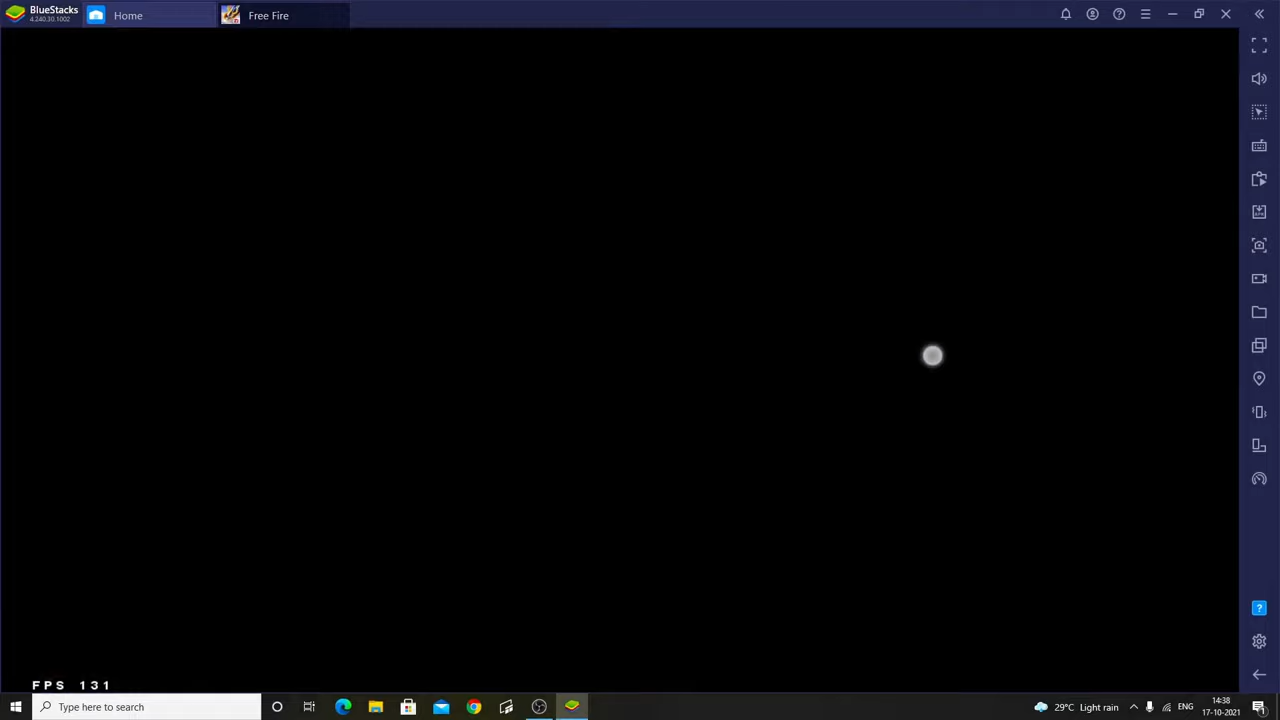 BlueStacks
4.240.30.1002
Home
Free Fire
?
FPS 131
Type here to search
29°C Light rain
ENG
14:38
17-10-2021
1